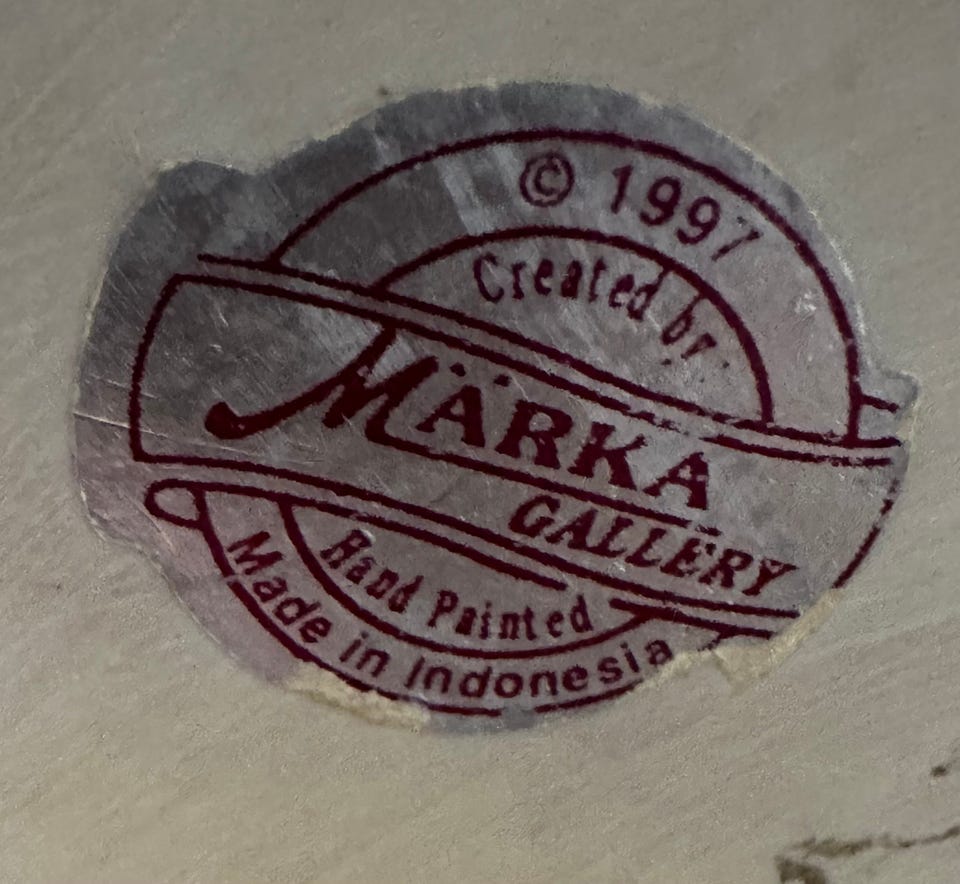 © 1997
Created by
MÄRKA
GALLERY
Hand Painted
Made in Indonesia